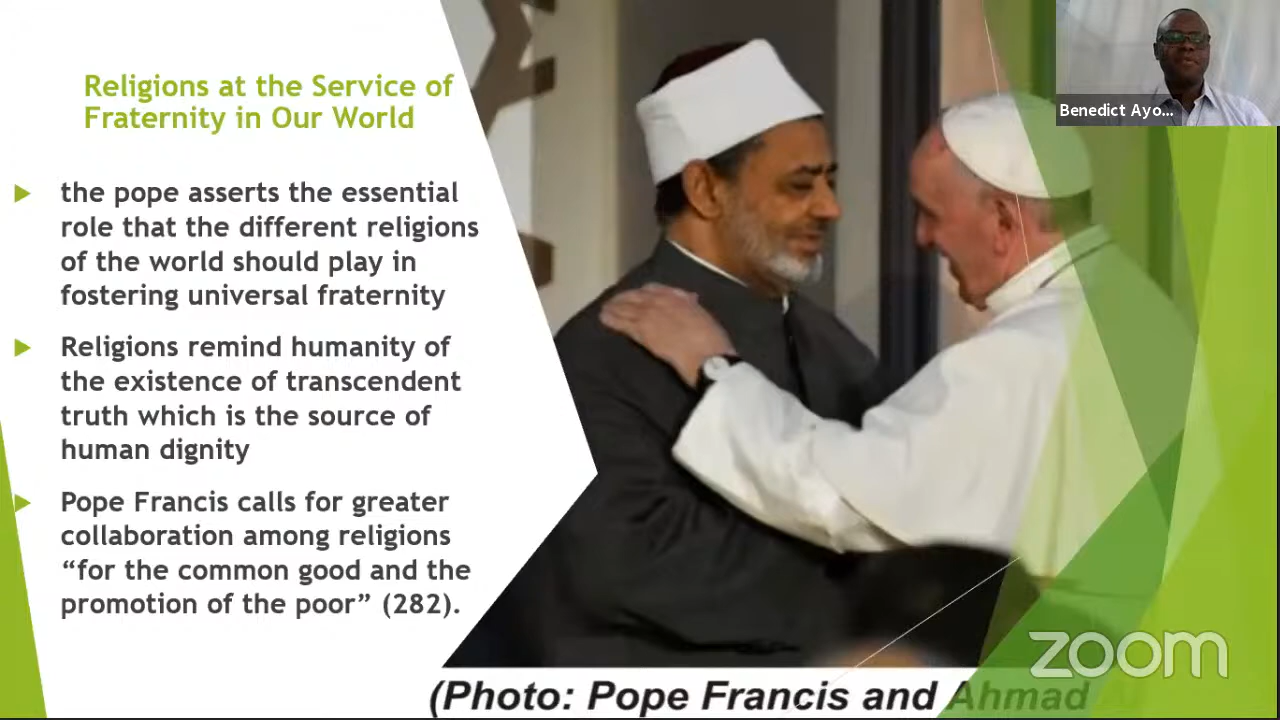 Religions at the Service of
Fraternity in Our World
the pope asserts the essential
role that the different religions
of the world should play in
fostering universal fraternity
Religions remind humanity of
the existence of transcendent
truth which is the source of
human dignity
Pope Francis calls for greater
collaboration among religions
“for the common good and the
promotion of the poor” (282).
Benedict Ayo...
zoom
(Photo: Pope Francis and Ahmad